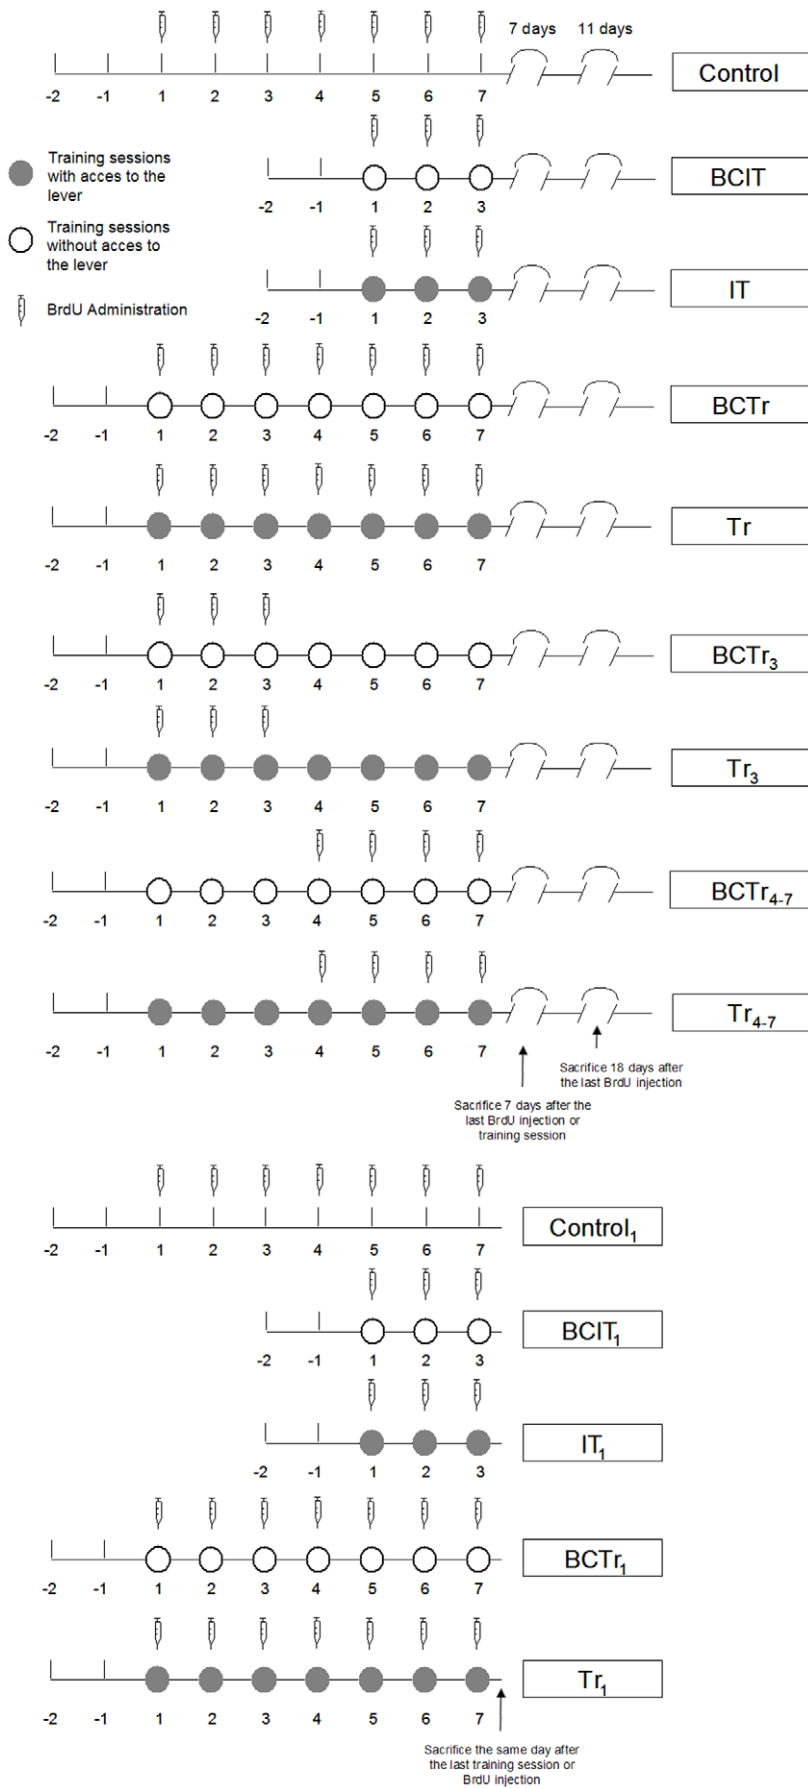 7 days 11 days
Control
-2 -1 1 2 3 4 5 6 7
Training sessions
with acces to the
lever
BCIT
-2 -1 1 2 3
Training sessions
without acces to
the lever
IT
-2 -1 1 2 3
BrdU Administration
BCTr
-2 -1 1 2 3 4 5 6 7
Tr
-2 -1 1 2 3 4 5 6 7
BCTr3
-2 -1 1 2 3 4 5 6 7
Tr3
-2 -1 1 2 3 4 5 6 7
BCTr4-7
-2 -1 1 2 3 4 5 6 7
Tr4-7
-2 -1 1 2 3 4 5 6 7
Sacrifice 18 days after
the last BrdU injection
Sacrifice 7 days after the
last BrdU injection or
training session
Control1
-2 -1 1 2 3 4 5 6 7
BCIT1
-2 -1 1 2 3
IT1
-2 -1 1 2 3
BCTr1
-2 -1 1 2 3 4 5 6 7
Tr1
-2 -1 1 2 3 4 5 6 7
Sacrifice the same day after
the last training session or
BrdU injection